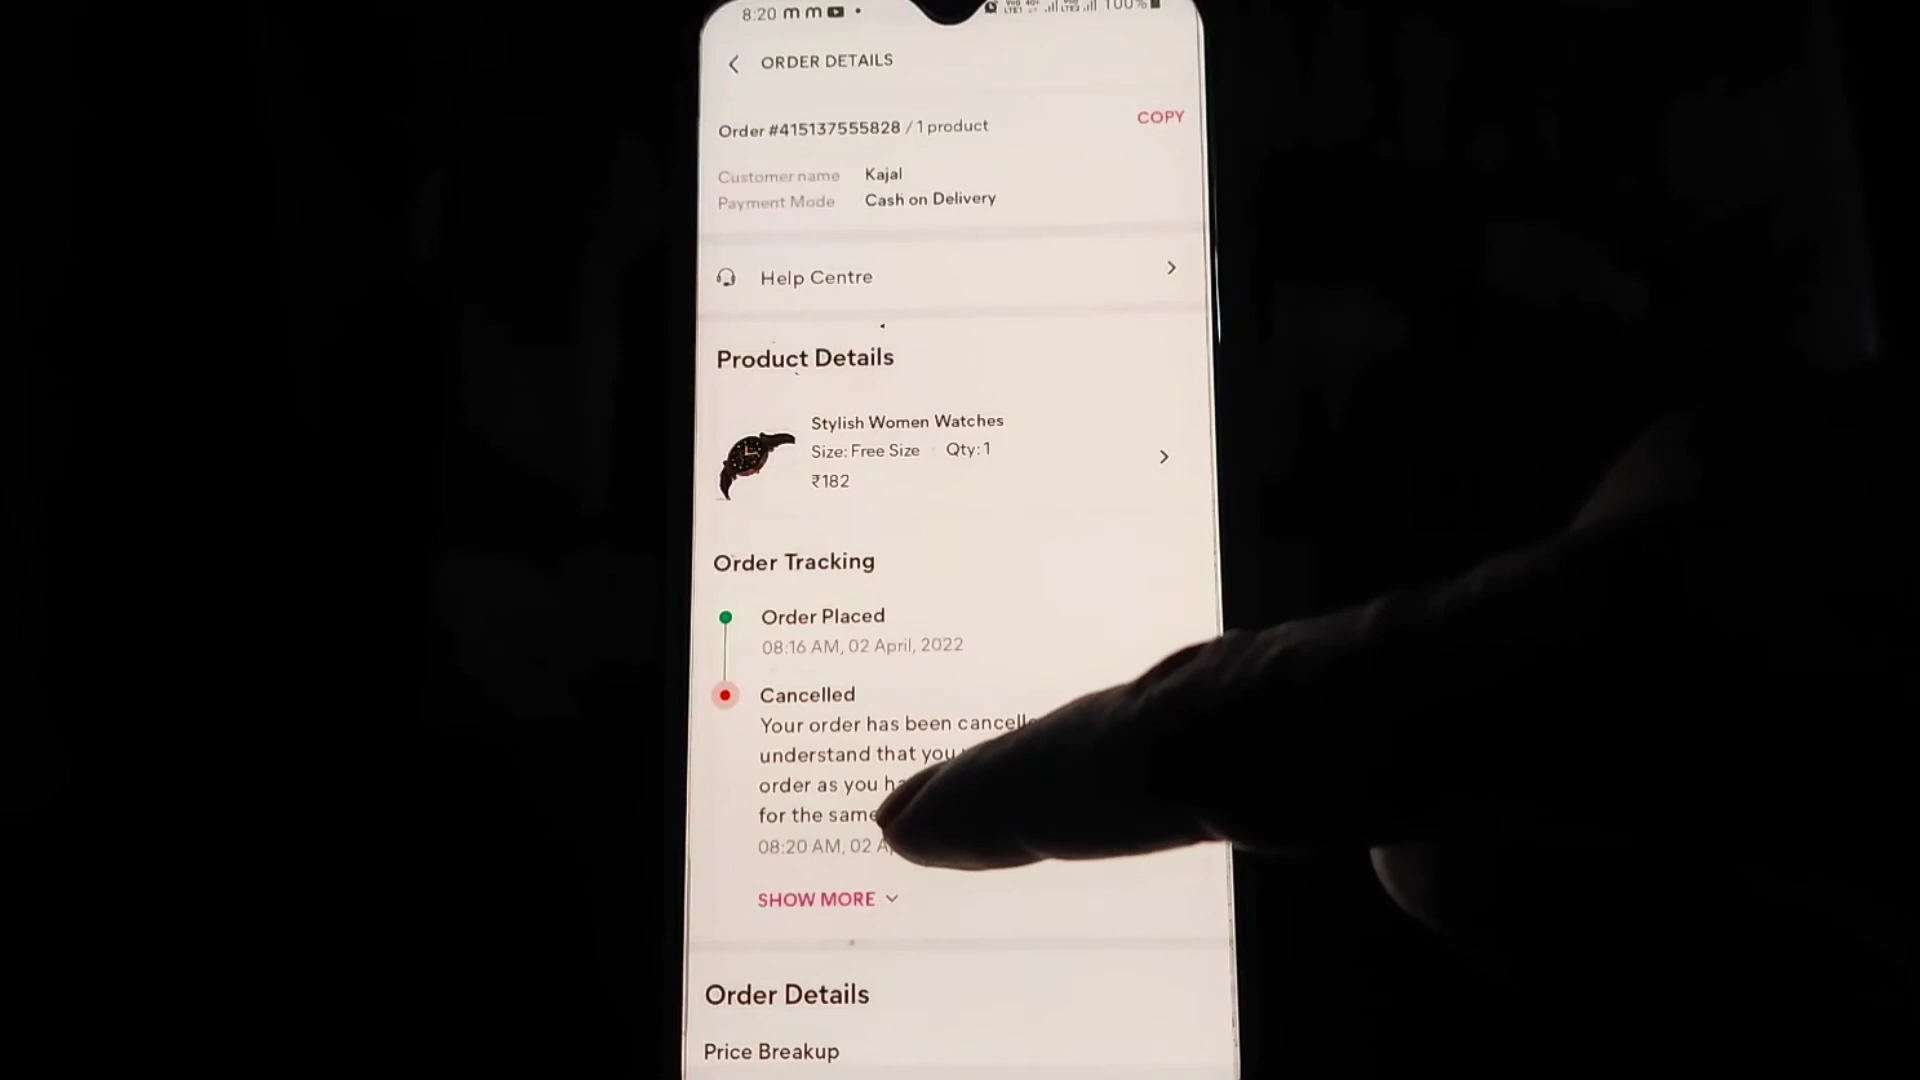 8:20
100%
ORDER DETAILS
Order #415137555828 / 1 product
COPY
Customer name Kajal
Payment Mode Cash on Delivery
Help Centre
Product Details
Stylish Women Watches
Size: Free Size Qty: 1
₹182
Order Tracking
Order Placed
08:16 AM, 02 April, 2022
Cancelled
Your order has been
understand that you
order as you
for the same
08:20 AM, 02
SHOW MORE
Order Details
Price Breakup